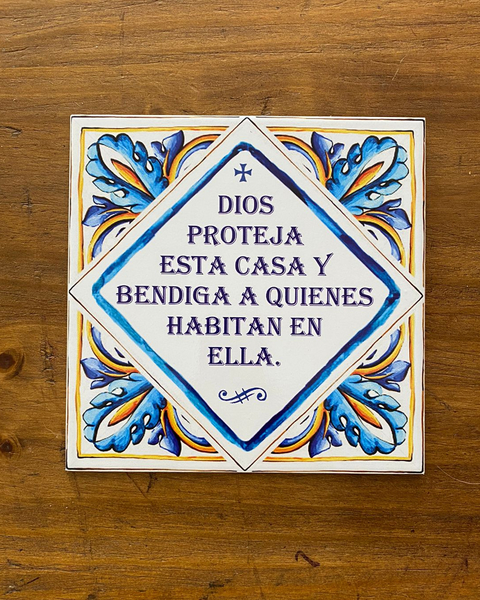 DIOS
PROTEJA
ESTA CASA Y
BENDIGA A QUIENES
HABITAN EN
ELLA.